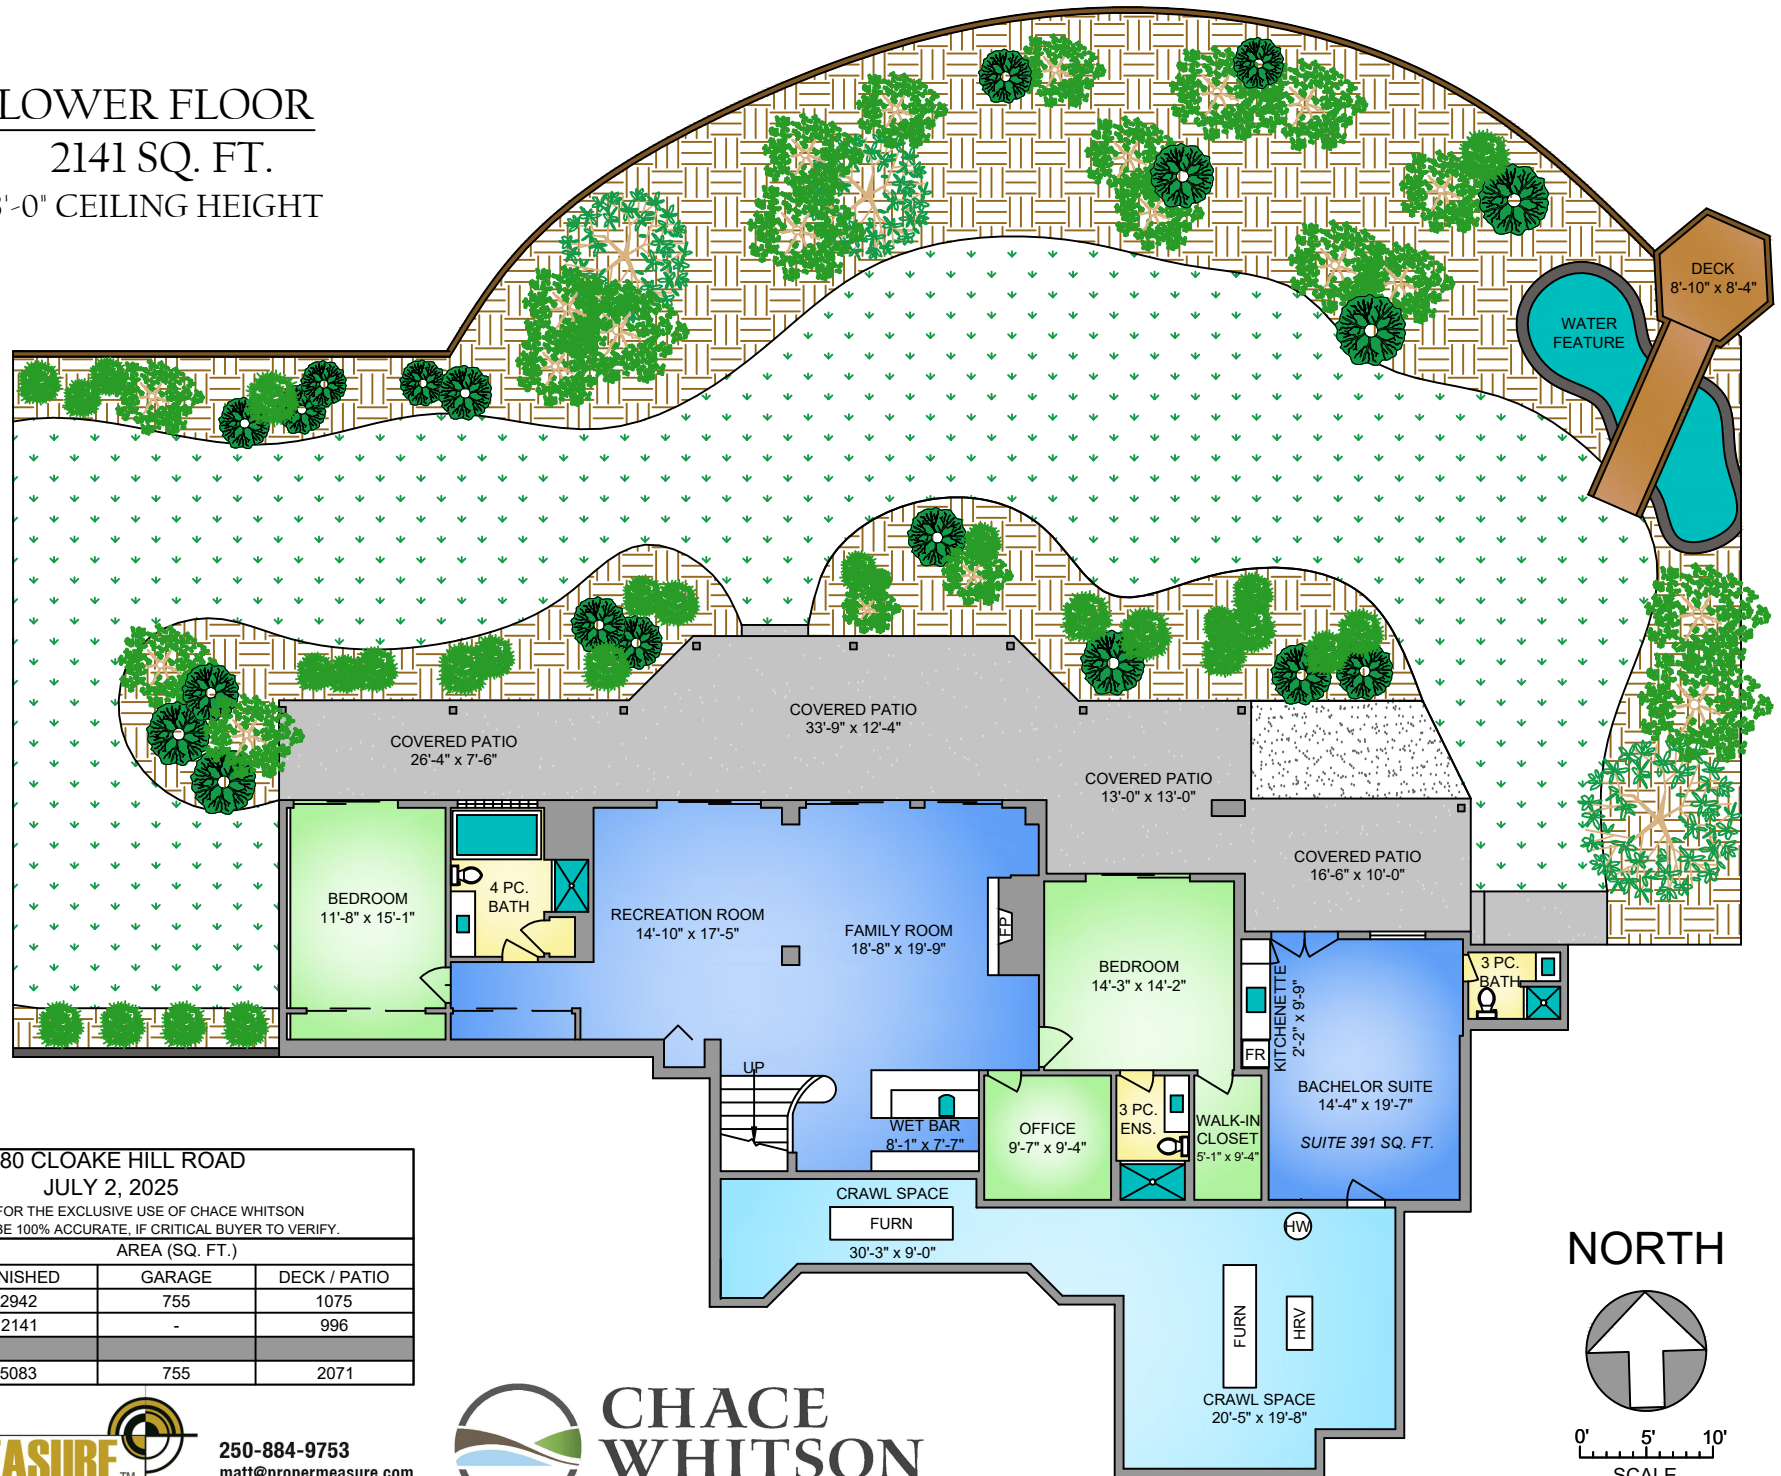 LOWER FLOOR
2141 SQ. FT.
'-0" CEILING HEIGHT
DECK
8'-10" x 8'-4"
WATER
FEATURE
COVERED PATIO
33'-9" x 12'-4"
COVERED PATIO
26'-4" x 7'-6"
COVERED PATIO
13'-0" x 13'-0"
COVERED PATIO
16'-6" x 10'-0"
BEDROOM
11'-8" x 15'-1"
4 PC.
BATH
RECREATION ROOM
14'-10" x 17'-5"
FAMILY ROOM
18'-8" x 19'-9"
FP
BEDROOM
14'-3" x 14'-2"
KITCHENETTE
2'-2" x 9'-9"
FR
3 PC.
BATH
BACHELOR SUITE
14'-4" x 19'-7"
SUITE 391 SQ. FT.
UP
WET BAR
8'-1" x 7'-7"
OFFICE
9'-7" x 9'-4"
3 PC.
ENS.
WALK-IN
CLOSET
5'-1" x 9'-4"
CRAWL SPACE
FURN
30'-3" x 9'-0"
HW
FURN
HRV
CRAWL SPACE
20'-5" x 19'-8"
80 CLOAKE HILL ROAD
JULY 2, 2025
FOR THE EXCLUSIVE USE OF CHACE WHITSON
BE 100% ACCURATE, IF CRITICAL BUYER TO VERIFY.
AREA (SQ. FT.)
NISHED GARAGE DECK / PATIO
2942 755 1075
2141 - 996
5083 755 2071
EASURE TM
250-884-9753
matt@propermeasure.com
CHACE
WHITSON
NORTH
0' 5' 10'
SCALE